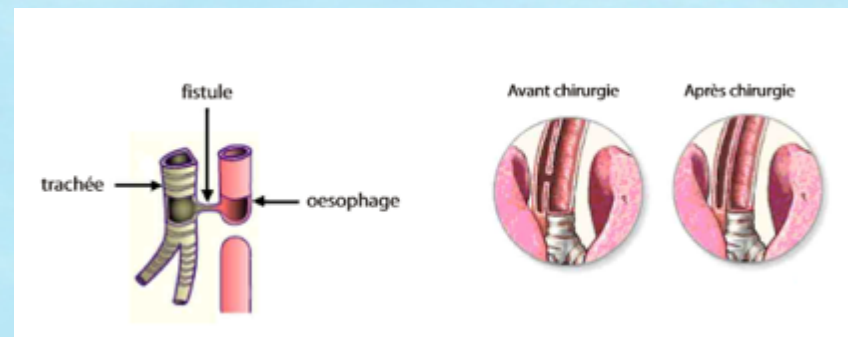 fistule
trachée
oesophage
Avant chirurgie
Après chirurgie